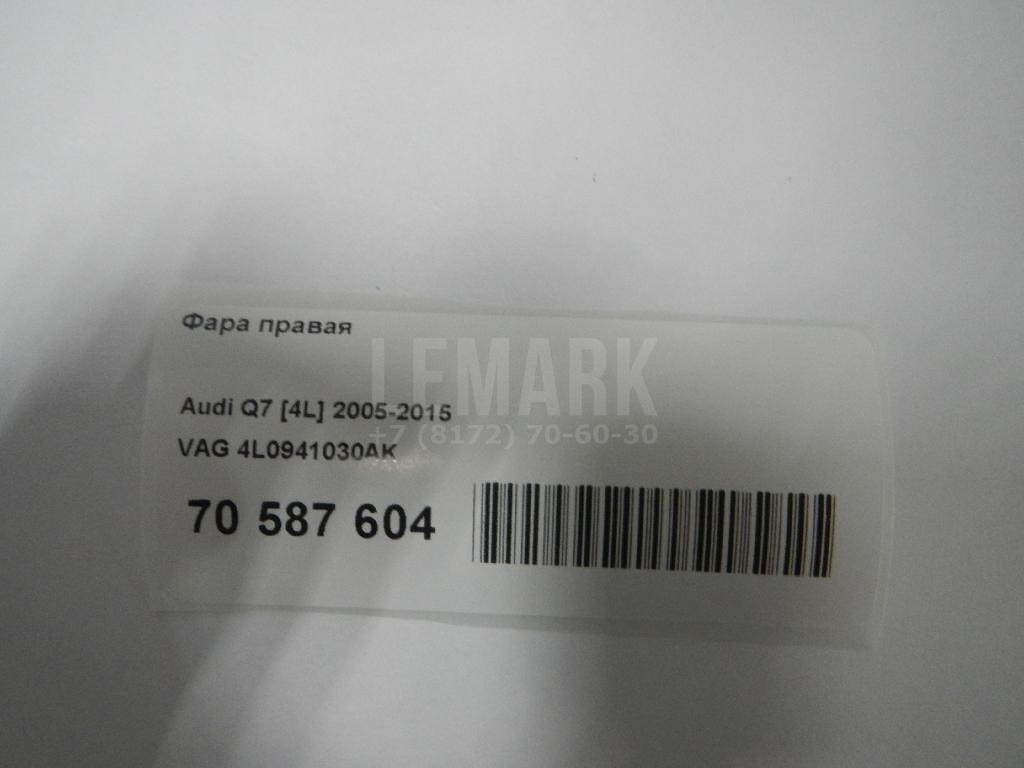 Фара правая
LEMARK
Audi Q7 [4L] 2005-2015
+7 (8172) 70-60-30
VAG 4L0941030AK
70 587 604